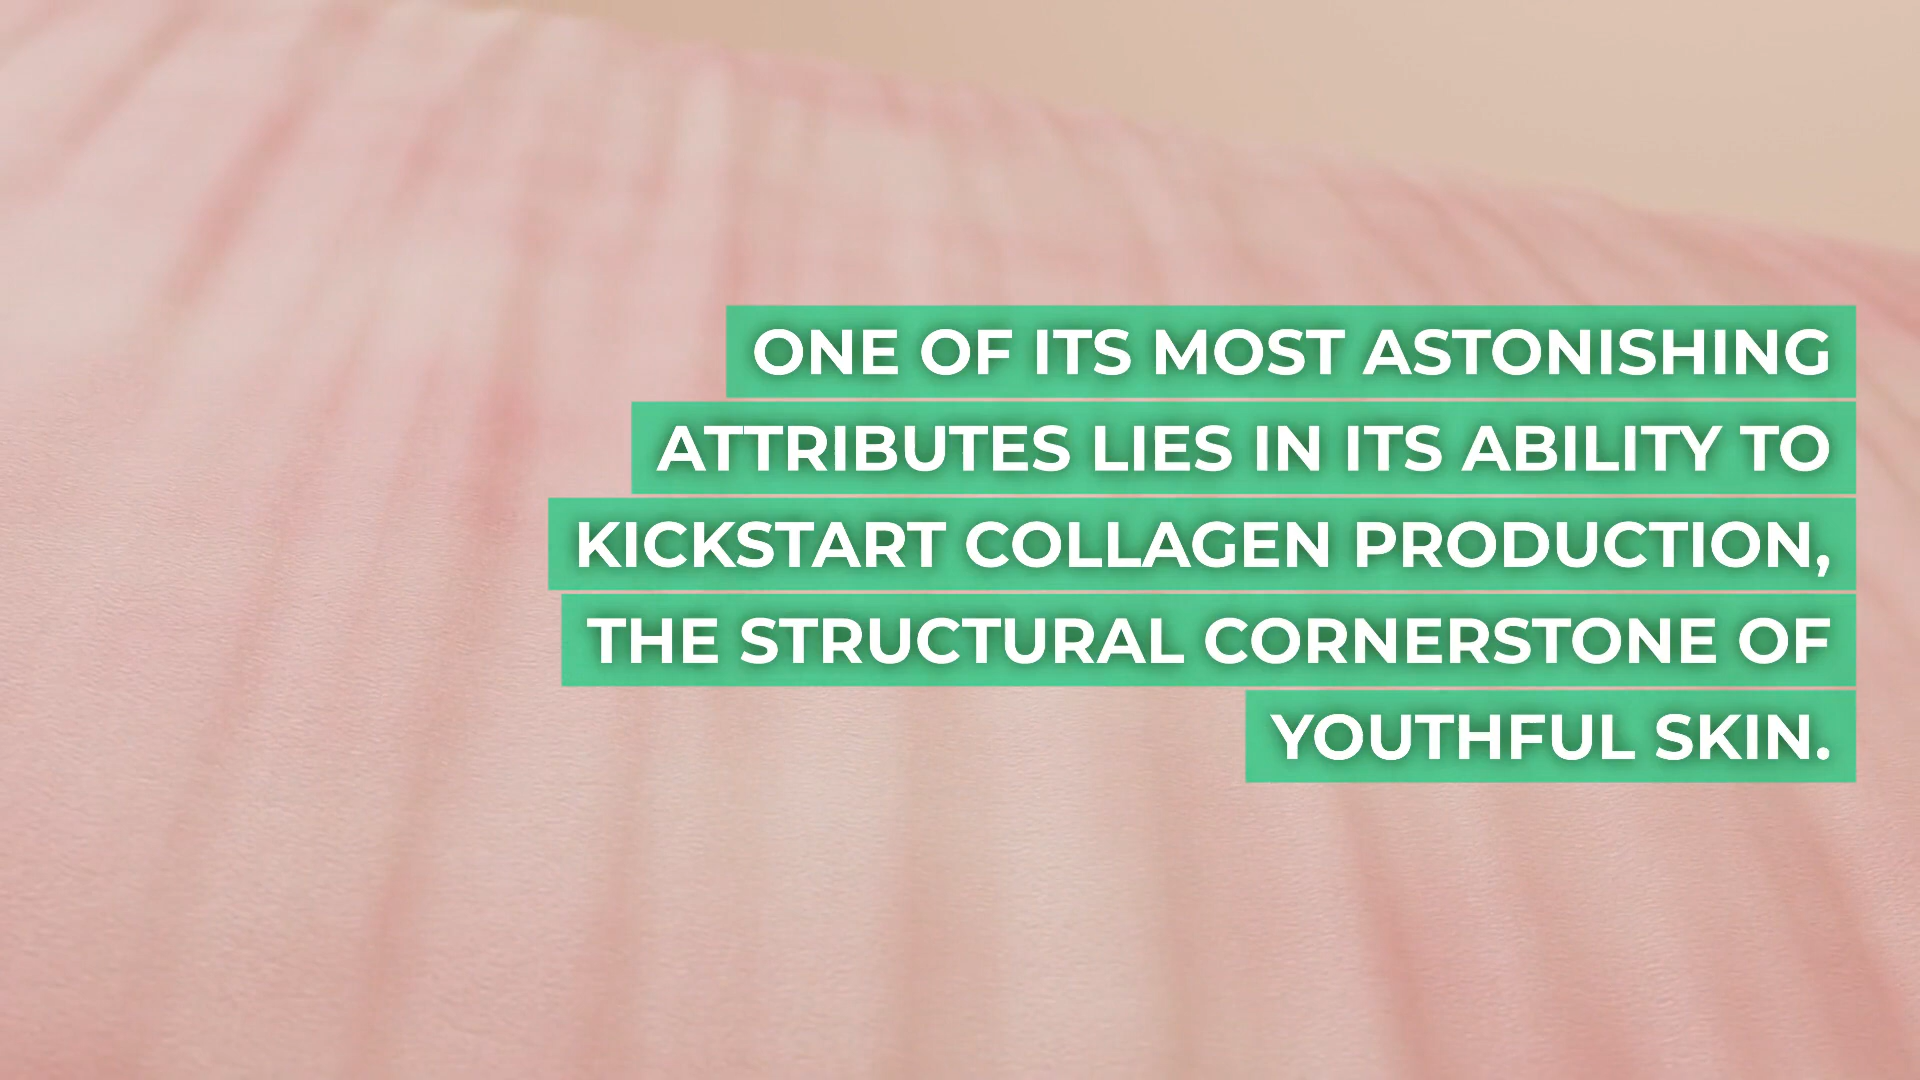 ONE OF ITS MOST ASTONISHING
ATTRIBUTES LIES IN ITS ABILITY TO
KICKSTART COLLAGEN PRODUCTION,
THE STRUCTURAL CORNERSTONE OF
YOUTHFUL SKIN.